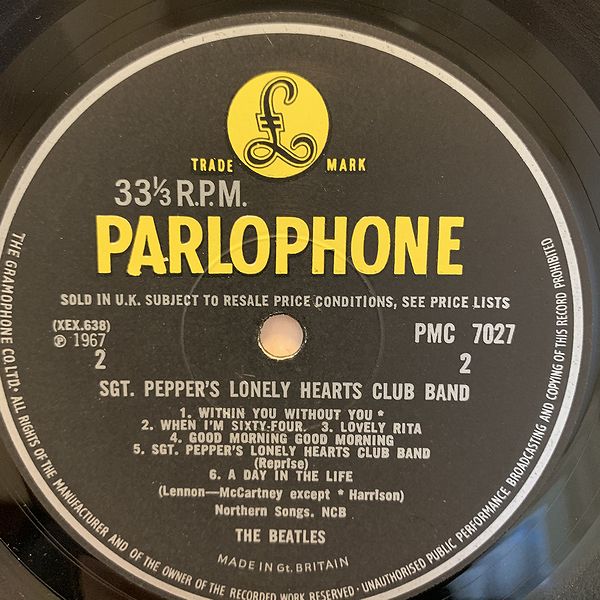 £
TRADE MARK
33⅓ R.P.M.
PARLOPHONE
SOLD IN U.K. SUBJECT TO RESALE PRICE CONDITIONS, SEE PRICE LISTS
(XEX.638)
℗ 1967
2
PMC 7027
2
SGT. PEPPER'S LONELY HEARTS CLUB BAND
1. WITHIN YOU WITHOUT YOU *
2. WHEN I'M SIXTY-FOUR. 3. LOVELY RITA
4. GOOD MORNING GOOD MORNING
5. SGT. PEPPER'S LONELY HEARTS CLUB BAND
(Reprise)
6. A DAY IN THE LIFE
(Lennon—McCartney except * Harrison)
Northern Songs. NCB
THE BEATLES
MADE IN Gt. BRITAIN
THE GRAMOPHONE CO. LTD. · ALL RIGHTS OF THE MANUFACTURER AND OF THE OWNER OF THE RECORDED WORK RESERVED · UNAUTHORISED PUBLIC PERFORMANCE BROADCASTING AND COPYING OF THIS RECORD PROHIBITED